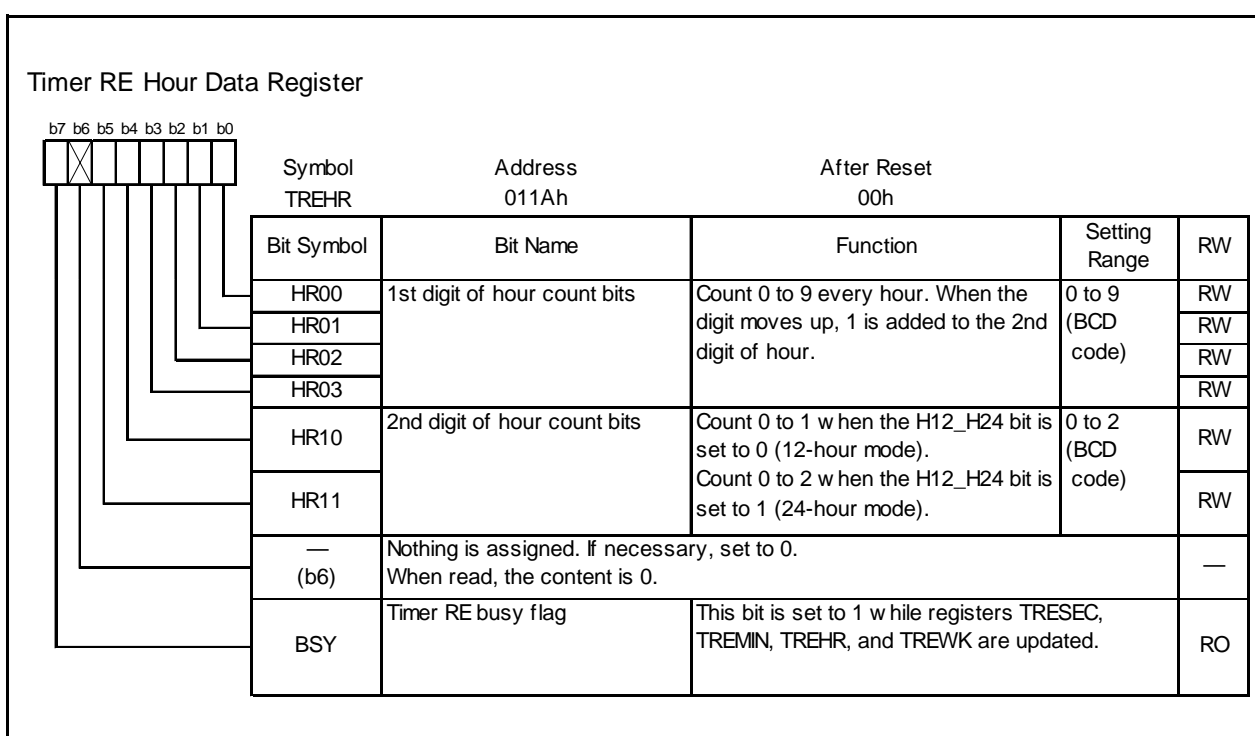 Timer RE Hour Data Register
b7 b6 b5 b4 b3 b2 b1 b0
Symbol Address After Reset
TREHR 011Ah 00h
Bit Symbol Bit Name Function Setting Range RW
HR00 1st digit of hour count bits Count 0 to 9 every hour. When the 0 to 9 RW
HR01 digit moves up, 1 is added to the 2nd (BCD RW
HR02 digit of hour. code) RW
HR03 RW
HR10 2nd digit of hour count bits Count 0 to 1 w hen the H12_H24 bit is 0 to 2 RW
set to 0 (12-hour mode). (BCD
HR11 Count 0 to 2 w hen the H12_H24 bit is code) RW
set to 1 (24-hour mode).
— Nothing is assigned. If necessary, set to 0. —
(b6) When read, the content is 0.
BSY Timer RE busy flag This bit is set to 1 w hile registers TRESEC, RO
TREMIN, TREHR, and TREWK are updated.